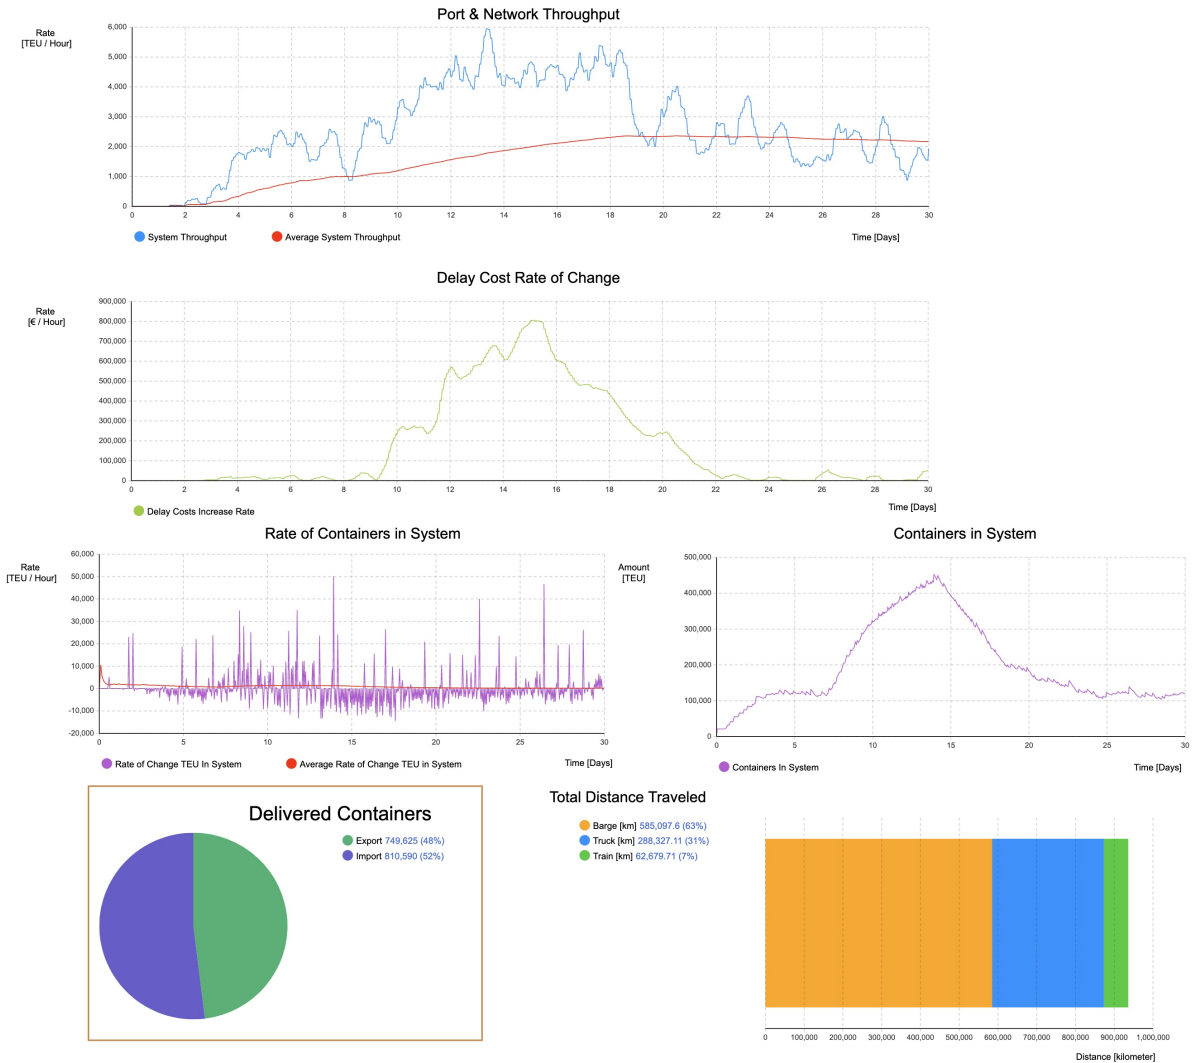 Port & Network Throughput
Rate
[TEU / Hour]
6,000
5,000
4,000
3,000
2,000
1,000
0
0 2 4 6 8 10 12 14 16 18 20 22 24 26 28 30
System Throughput Average System Throughput Time [Days]
Delay Cost Rate of Change
Rate
[€ / Hour]
900,000
800,000
700,000
600,000
500,000
400,000
300,000
200,000
100,000
0
0 2 4 6 8 10 12 14 16 18 20 22 24 26 28 30
Time [Days]
Delay Costs Increase Rate
Rate of Containers in System
Rate
[TEU / Hour]
60,000
50,000
40,000
30,000
20,000
10,000
0
-10,000
-20,000
0 5 10 15 20 25 30
Rate of Change TEU In System Average Rate of Change TEU in System Time [Days]
Containers in System
Amount
[TEU]
500,000
400,000
300,000
200,000
100,000
0
0 5 10 15 20 25 30
Containers In System Time [Days]
Delivered Containers
Export 749,625 (48%)
Import 810,590 (52%)
Total Distance Traveled
Barge [km] 585,097.6 (63%)
Truck [km] 288,327.11 (31%)
Train [km] 62,679.71 (7%)
0 100,000 200,000 300,000 400,000 500,000 600,000 700,000 800,000 900,000 1,000,000
Distance [kilometer]